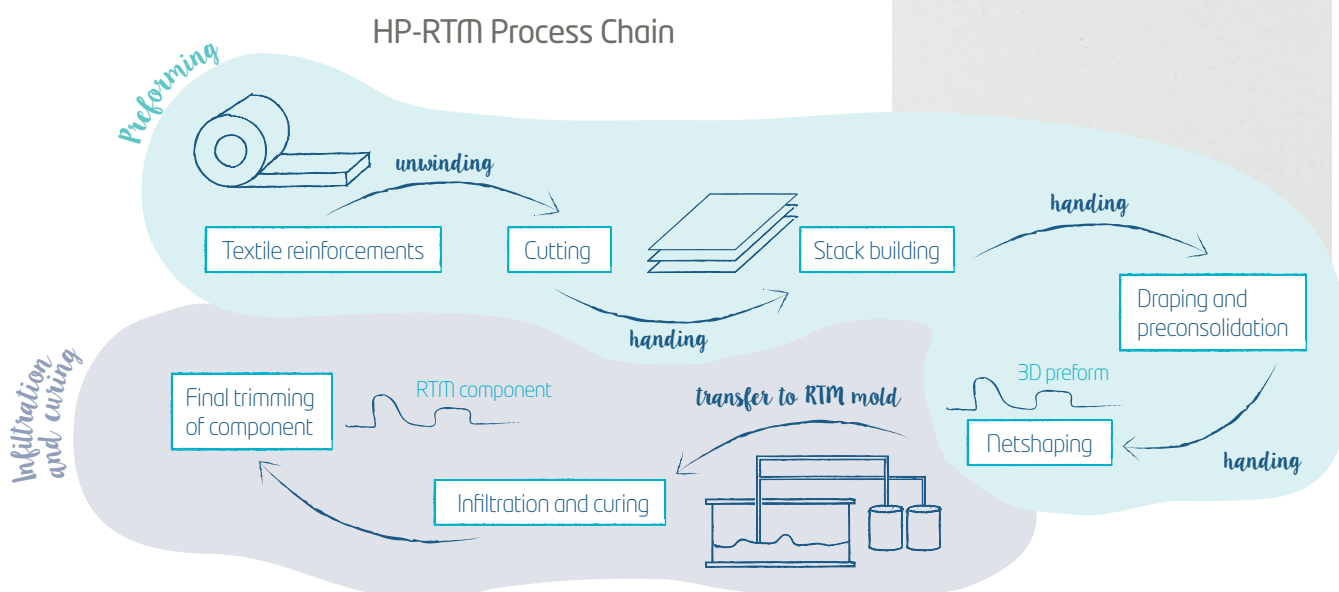 HP-RTM Process Chain
Preforming
unwinding
Textile reinforcements
Cutting
handing
Stack building
handing
Draping and
preconsolidation
handing
3D preform
Netshaping
transfer to RTM mold
Infiltration
and curing
Infiltration and curing
RTM component
Final trimming
of component